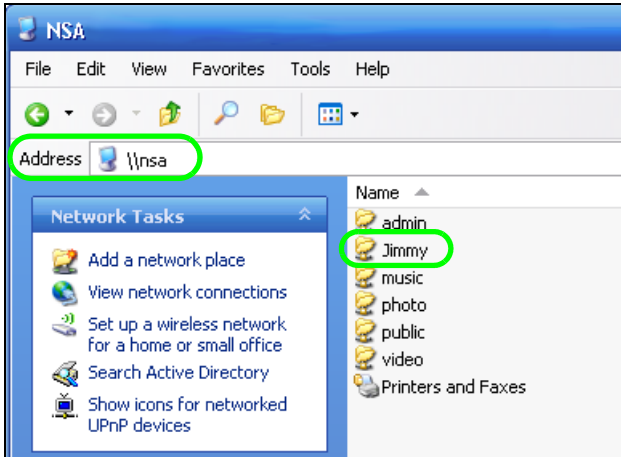 NSA
File Edit View Favorites Tools Help
Address \\nsa
Network Tasks
Add a network place
View network connections
Set up a wireless network
for a home or small office
Search Active Directory
Show icons for networked
UPnP devices
Name
admin
Jimmy
music
photo
public
video
Printers and Faxes